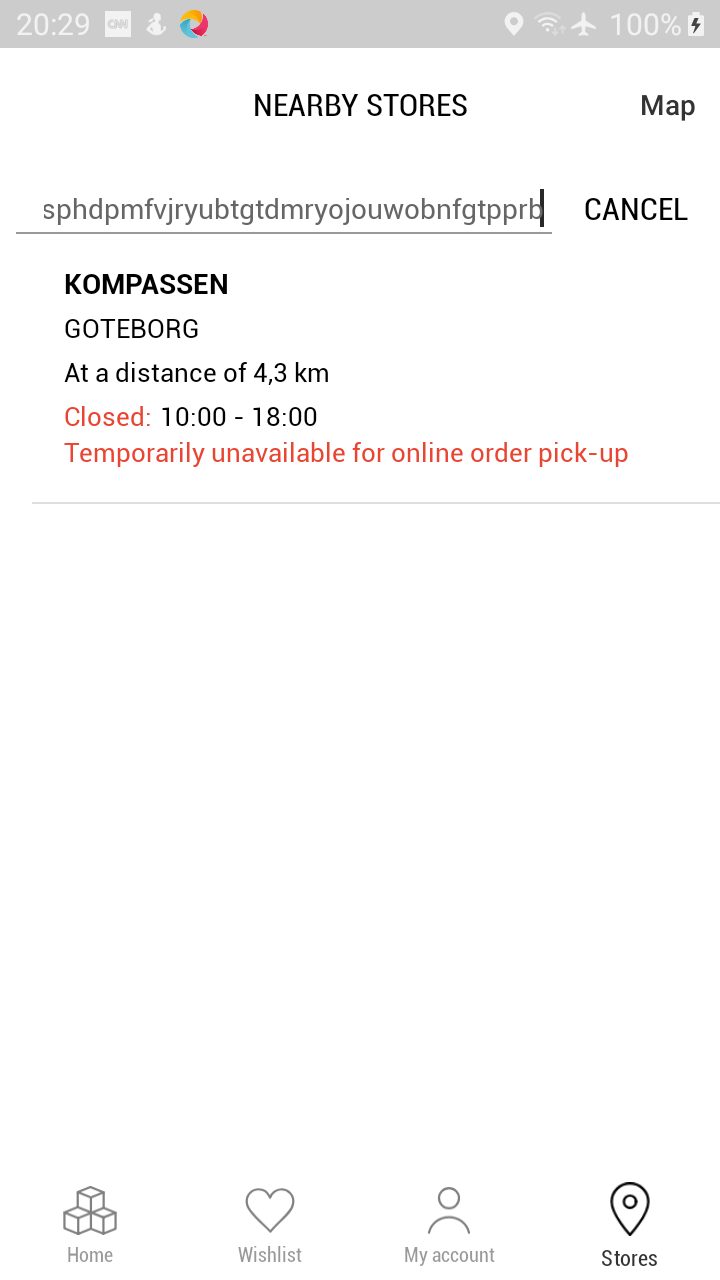 20:29 CNN 100%
NEARBY STORES Map
sphdpmfvjryubtgtdmryojouwobnfgtpprb CANCEL
KOMPASSEN
GOTEBORG
At a distance of 4,3 km
Closed: 10:00 - 18:00
Temporarily unavailable for online order pick-up
Home Wishlist My account Stores